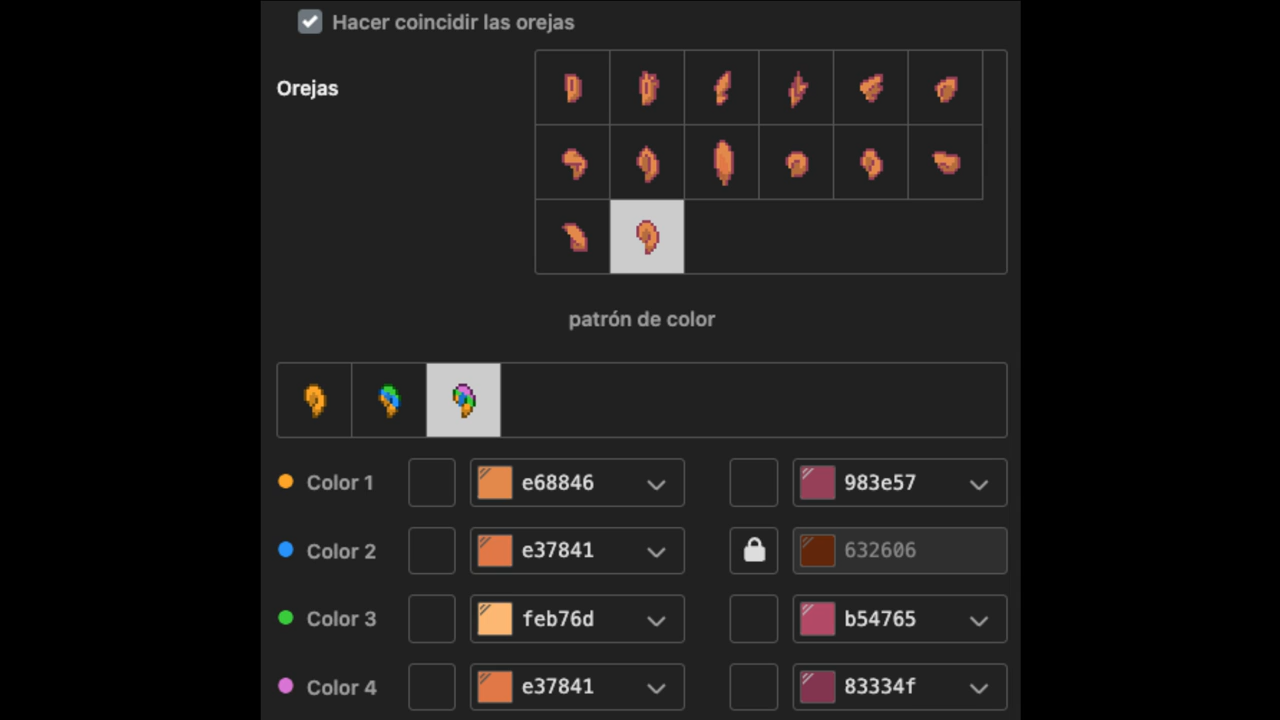 Hacer coincidir las orejas
Orejas
patrón de color
Color 1 e68846 983e57
Color 2 e37841 632606
Color 3 feb76d b54765
Color 4 e37841 83334f